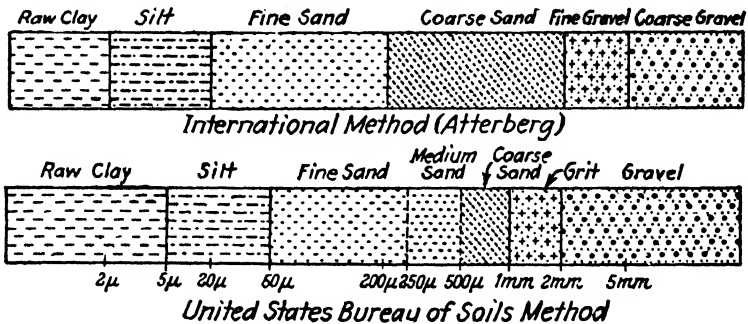 Raw Clay Silt Fine Sand Coarse Sand Fine Gravel Coarse Gravel
International Method (Atterberg)
Raw Clay Silt Fine Sand Medium Sand Coarse Sand Grit Gravel
2μ 5μ 20μ 60μ 200μ 250μ 500μ 1mm 2mm 5mm
United States Bureau of Soils Method